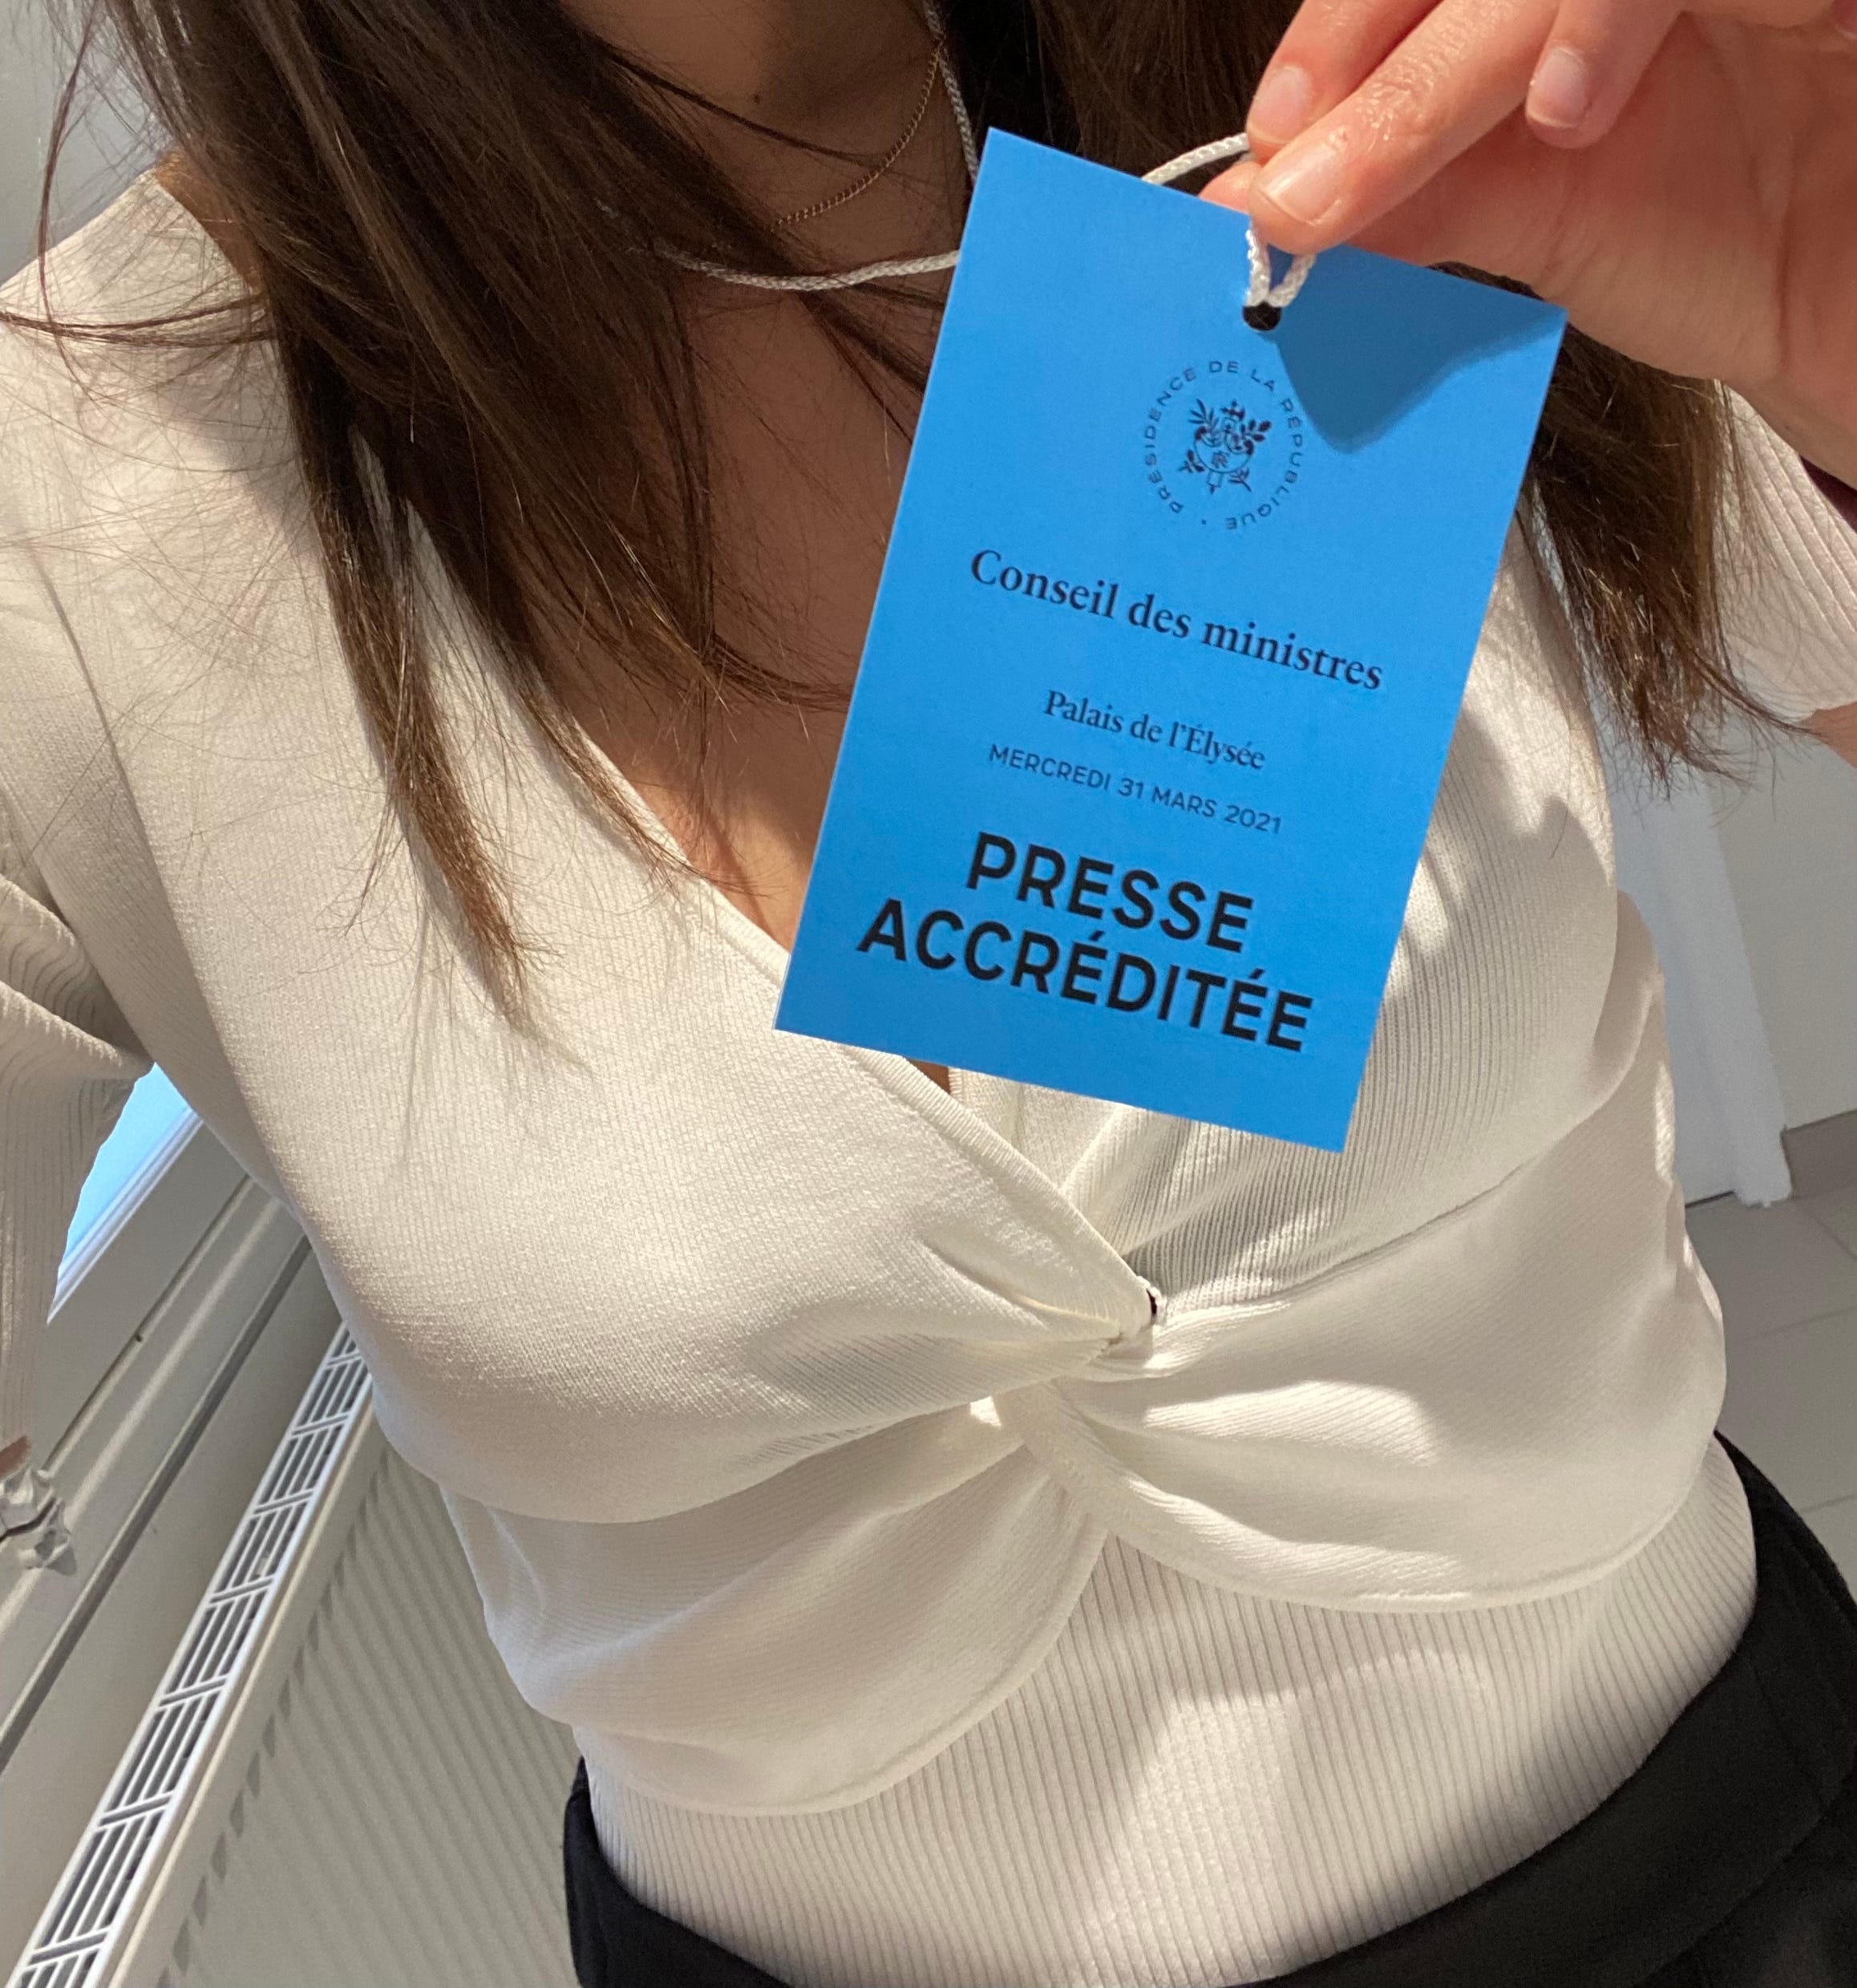 PRÉSIDENCE DE LA RÉPUBLIQUE •
Conseil des ministres
Palais de l'Élysée
MERCREDI 31 MARS 2021
PRESSE
ACCRÉDITÉE